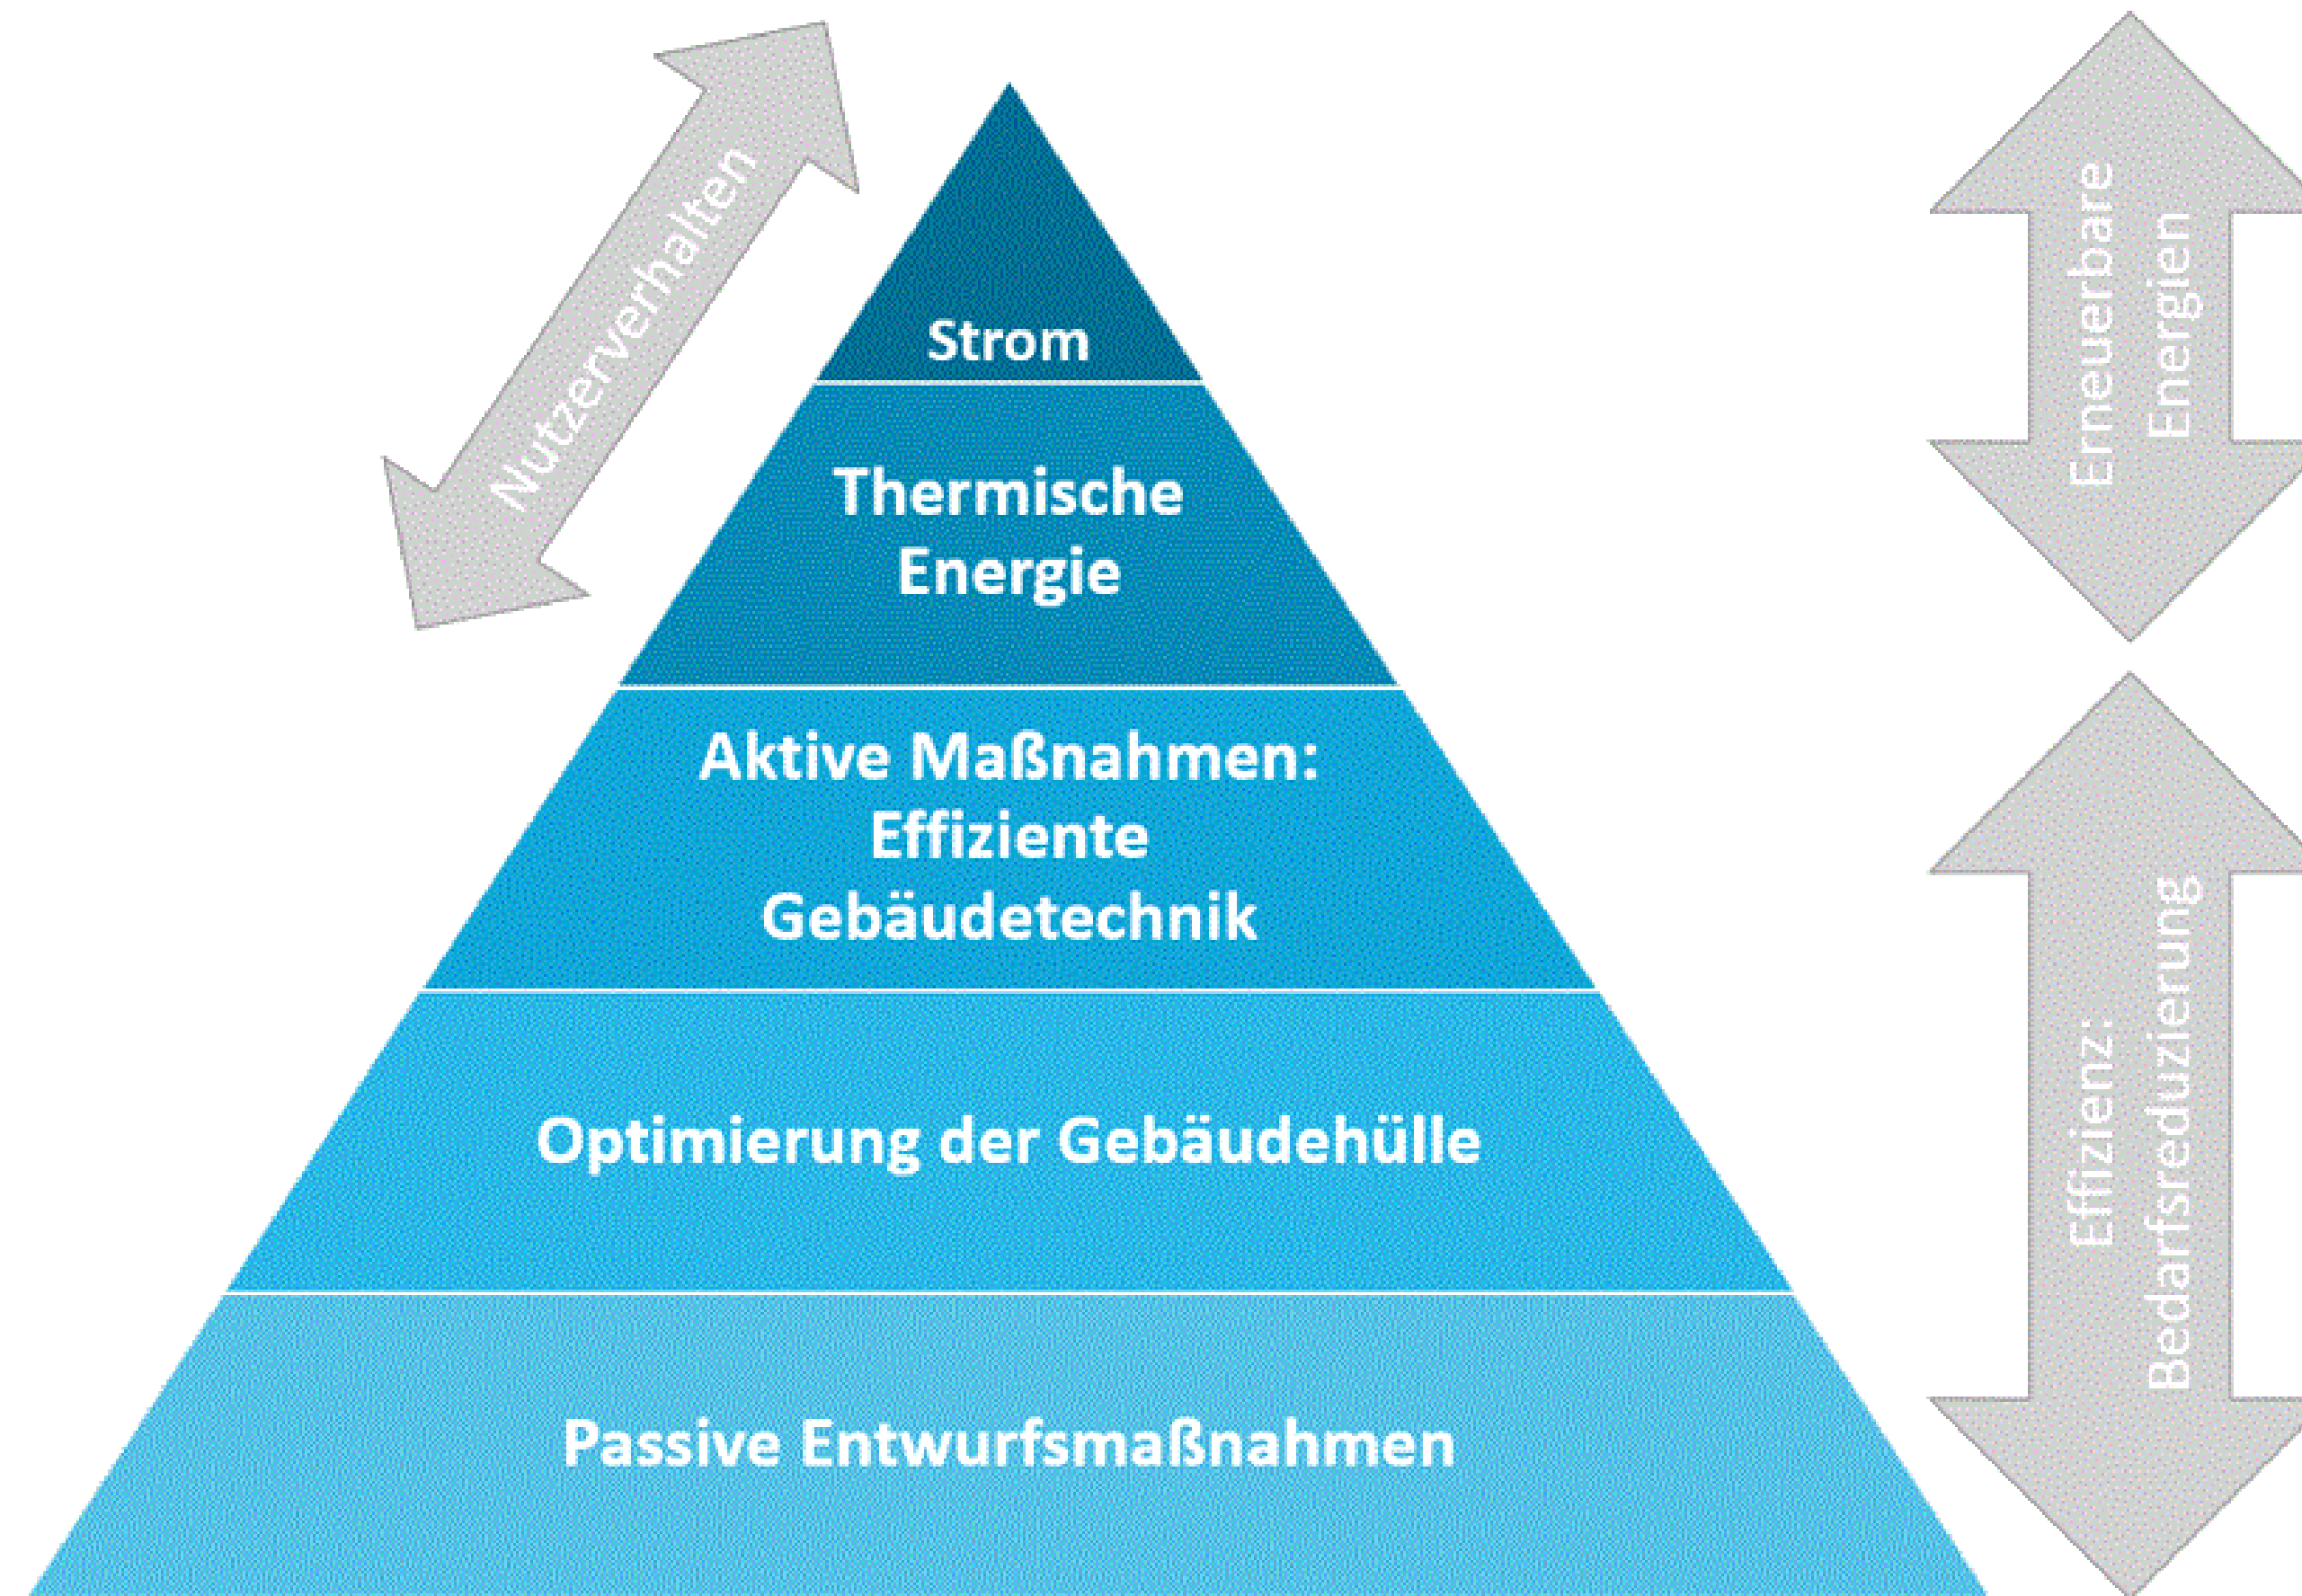 Nutzerverhalten
Strom
Thermische
Energie
Aktive Maßnahmen:
Effiziente
Gebäudetechnik
Optimierung der Gebäudehülle
Passive Entwurfsmaßnahmen
Erneuerbare
Energien
Effizienz:
Bedarfsreduzierung